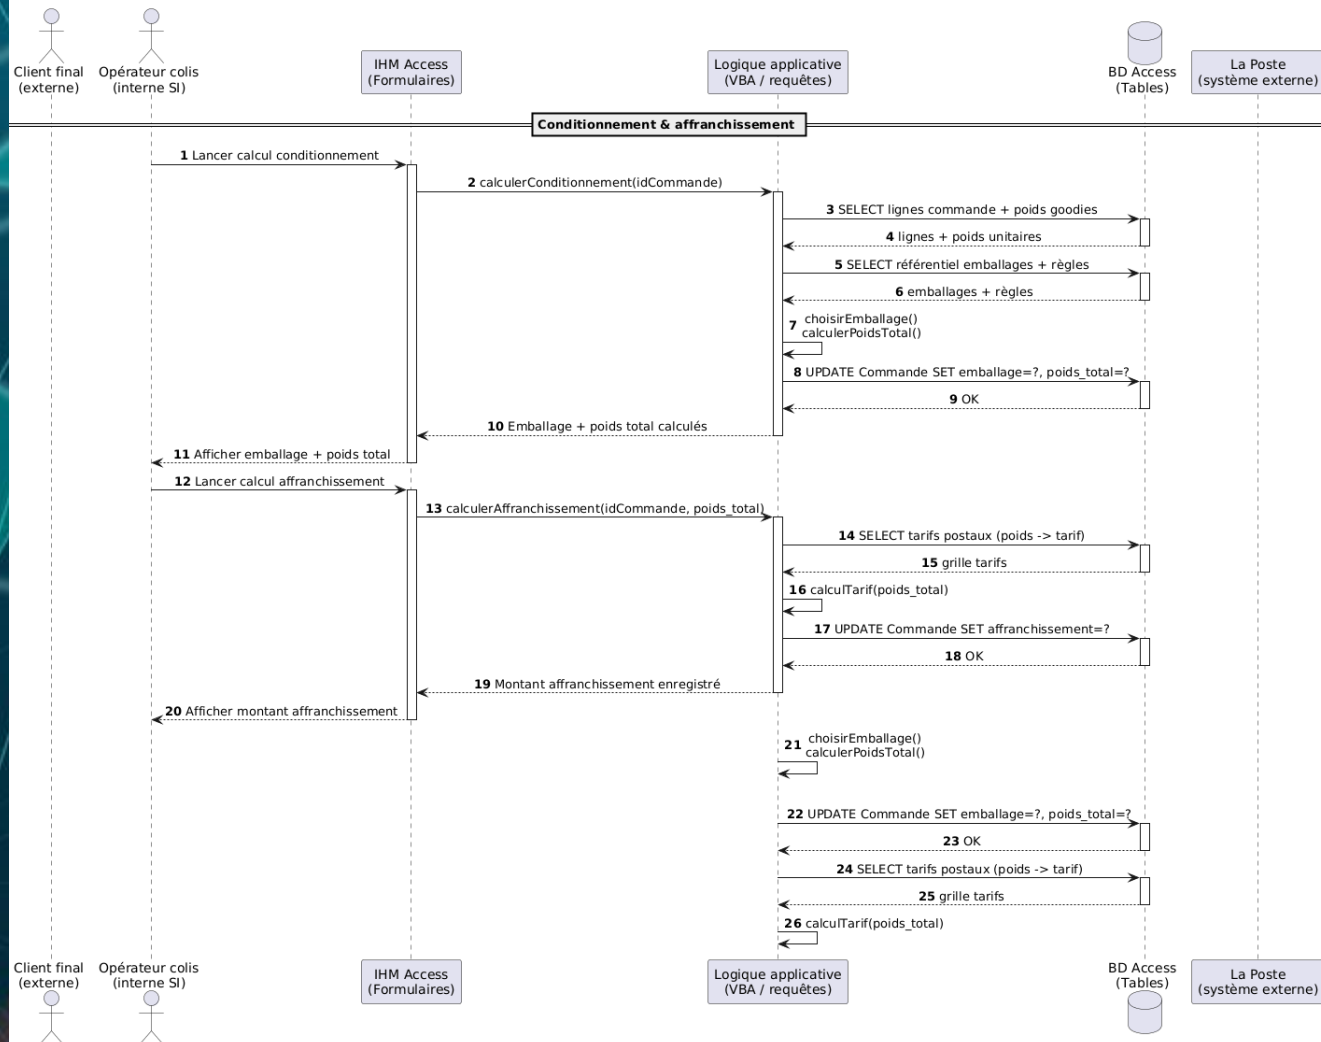 Client final
(externe)
Opérateur colis
(interne SI)
IHM Access
(Formulaires)
Logique applicative
(VBA / requêtes)
BD Access
(Tables)
La Poste
(système externe)
Conditionnement & affranchissement
1 Lancer calcul conditionnement
2 calculerConditionnement(idCommande)
3 SELECT lignes commande + poids goodies
4 lignes + poids unitaires
5 SELECT référentiel emballages + règles
6 emballages + règles
7 choisirEmballage()
calculerPoidsTotal()
8 UPDATE Commande SET emballage=?, poids_total=?
9 OK
10 Emballage + poids total calculés
11 Afficher emballage + poids total
12 Lancer calcul affranchissement
13 calculerAffranchissement(idCommande, poids_total)
14 SELECT tarifs postaux (poids -> tarif)
15 grille tarifs
16 calculTarif(poids_total)
17 UPDATE Commande SET affranchissement=?
18 OK
19 Montant affranchissement enregistré
20 Afficher montant affranchissement
21 choisirEmballage()
calculerPoidsTotal()
22 UPDATE Commande SET emballage=?, poids_total=?
23 OK
24 SELECT tarifs postaux (poids -> tarif)
25 grille tarifs
26 calculTarif(poids_total)
Client final
(externe)
Opérateur colis
(interne SI)
IHM Access
(Formulaires)
Logique applicative
(VBA / requêtes)
BD Access
(Tables)
La Poste
(système externe)